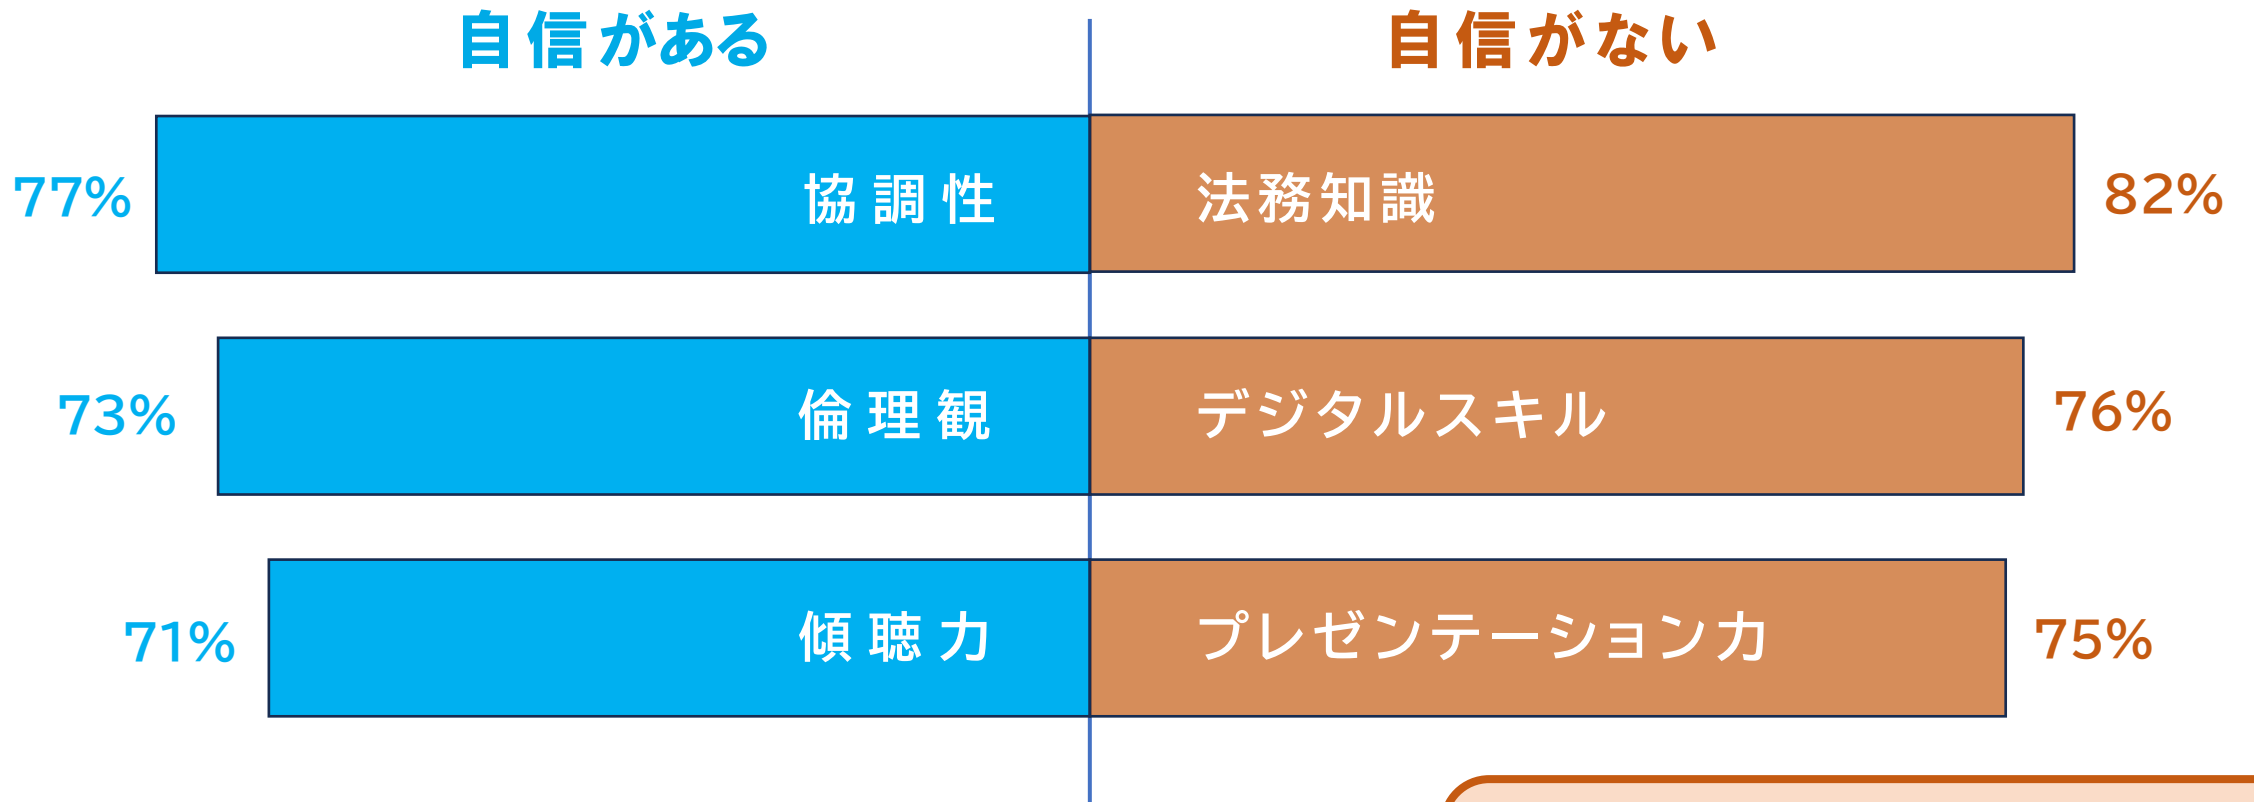 自信がある 自信がない
77% 協調性 法務知識 82%
73% 倫理観 デジタルスキル 76%
71% 傾聴力 プレゼンテーション力 75%